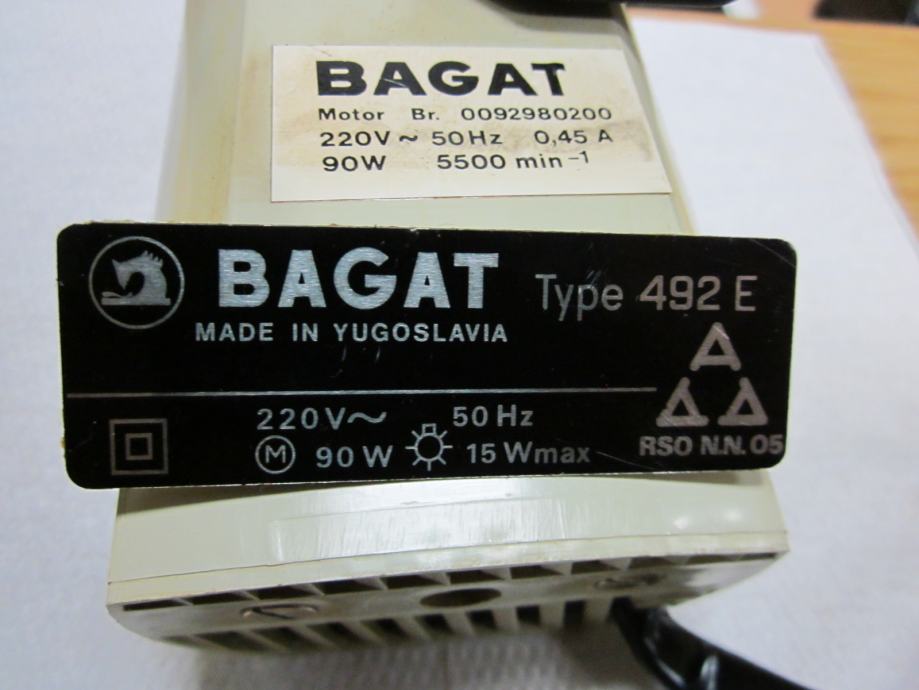 BAGAT
Motor Br. 0092980200
220V ~ 50Hz 0,45 A
90W 5500 min-1
BAGAT Type 492 E
MADE IN YUGOSLAVIA
220V~ 50 Hz
M 90 W 15 Wmax
RSO N.N. 05